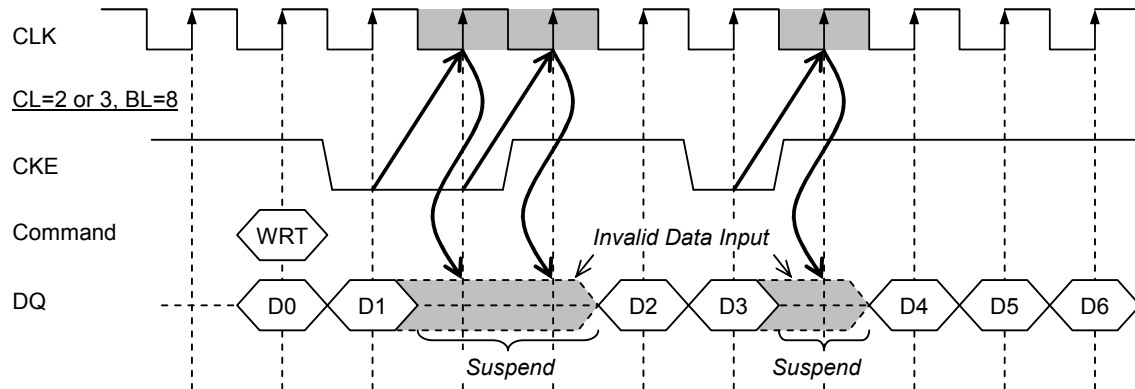 CLK
CL=2 or 3, BL=8
CKE
Command WRT Invalid Data Input
DQ D0 D1 D2 D3 D4 D5 D6
Suspend Suspend